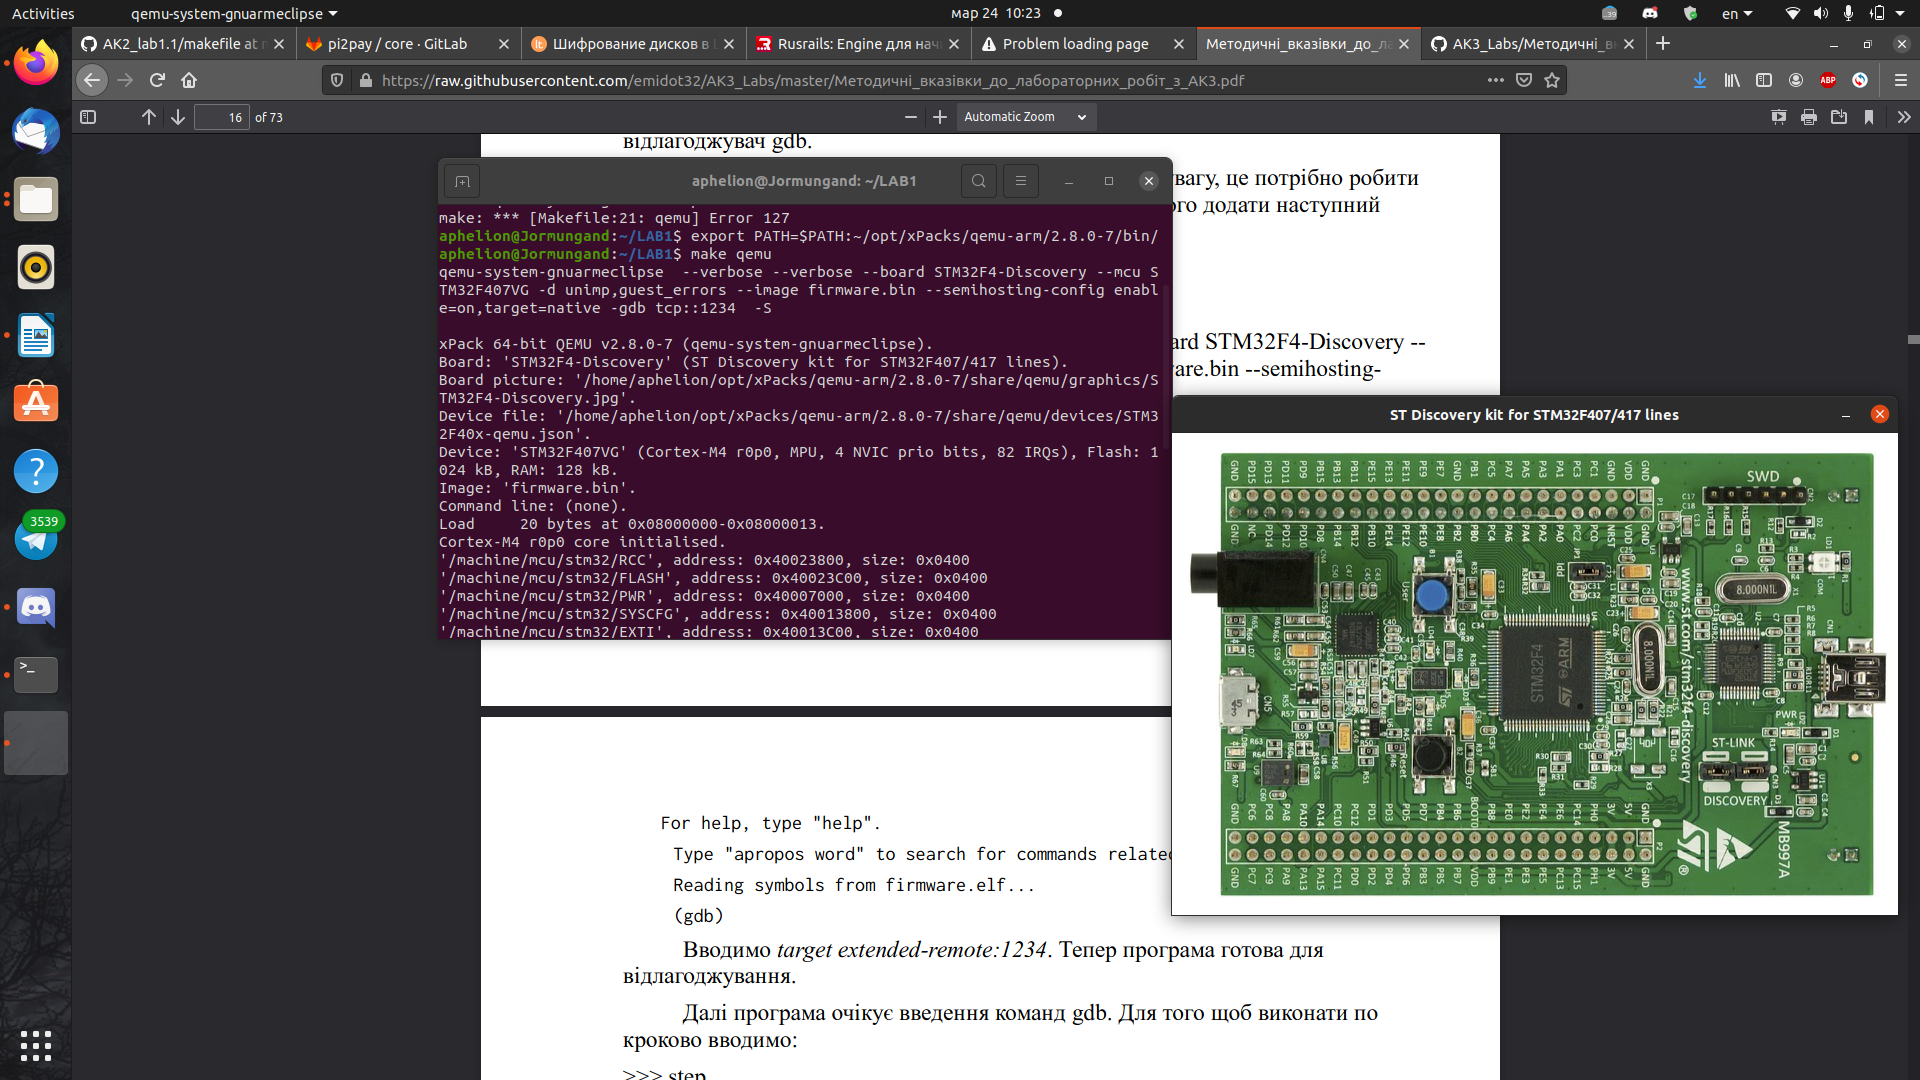 Activities
qemu-system-gnuarmeclipse
мар 24 10:23
en
AK2_lab1.1/makefile at m
pi2pay / core · GitLab
Шифрование дисков в L
Rusrails: Engine для нач
Problem loading page
Методичні_вказівки_до_ла
AK3_Labs/Методичні_вк
https://raw.githubusercontent.com/emidot32/AK3_Labs/master/Методичні_вказівки_до_лабораторних_робіт_з_АК3.pdf
ABP
16 of 73
Automatic Zoom
відлагоджувач gdb.
вагу, це потрібно робити
ого додати наступний
ard STM32F4-Discovery --
are.bin --semihosting-
aphelion@Jormungand: ~/LAB1
make: *** [Makefile:21: qemu] Error 127
aphelion@Jormungand:~/LAB1$ export PATH=$PATH:~/opt/xPacks/qemu-arm/2.8.0-7/bin/
aphelion@Jormungand:~/LAB1$ make qemu
qemu-system-gnuarmeclipse  --verbose --verbose --board STM32F4-Discovery --mcu S
TM32F407VG -d unimp,guest_errors --image firmware.bin --semihosting-config enabl
e=on,target=native -gdb tcp::1234  -S
xPack 64-bit QEMU v2.8.0-7 (qemu-system-gnuarmeclipse).
Board: 'STM32F4-Discovery' (ST Discovery kit for STM32F407/417 lines).
Board picture: '/home/aphelion/opt/xPacks/qemu-arm/2.8.0-7/share/qemu/graphics/S
TM32F4-Discovery.jpg'.
Device file: '/home/aphelion/opt/xPacks/qemu-arm/2.8.0-7/share/qemu/devices/STM3
2F40x-qemu.json'.
Device: 'STM32F407VG' (Cortex-M4 r0p0, MPU, 4 NVIC prio bits, 82 IRQs), Flash: 1
024 kB, RAM: 128 kB.
Image: 'firmware.bin'.
Command line: (none).
Load     20 bytes at 0x08000000-0x08000013.
Cortex-M4 r0p0 core initialised.
'/machine/mcu/stm32/RCC', address: 0x40023800, size: 0x0400
'/machine/mcu/stm32/FLASH', address: 0x40023C00, size: 0x0400
'/machine/mcu/stm32/PWR', address: 0x40007000, size: 0x0400
'/machine/mcu/stm32/SYSCFG', address: 0x40013800, size: 0x0400
'/machine/mcu/stm32/EXTI', address: 0x40013C00, size: 0x0400
3539
ST Discovery kit for STM32F407/417 lines
SWD
User
Reset
STM32F4
ARM
8.000N1L
8.000N1L
www.st.com/stm32f4-discovery
PWR
ST-LINK
DISCOVERY
MB997A
For help, type "help".
Type "apropos word" to search for commands related
Reading symbols from firmware.elf...
(gdb)
Вводимо target extended-remote:1234. Тепер програма готова для
відлагоджування.
Далі програма очікує введення команд gdb. Для того щоб виконати по
кроково вводимо:
>>> step